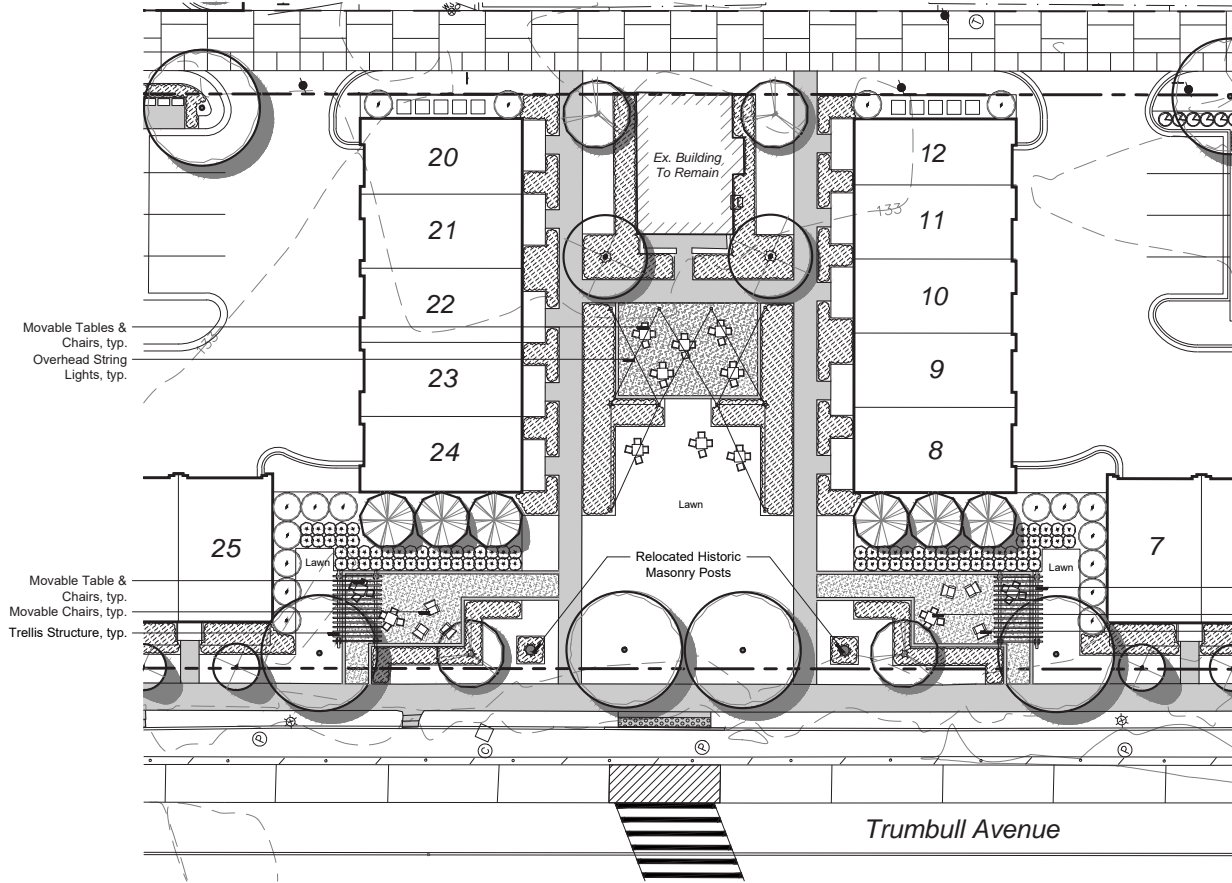 T
20
Ex. Building
To Remain
12
21
133
11
22
10
Movable Tables &
Chairs, typ.
Overhead String
Lights, typ.
133
23
9
24
8
Lawn
25
Lawn
Relocated Historic
Masonry Posts
Lawn
7
Movable Table &
Chairs, typ.
Movable Chairs, typ.
Trellis Structure, typ.
P
C
P
P
Trumbull Avenue